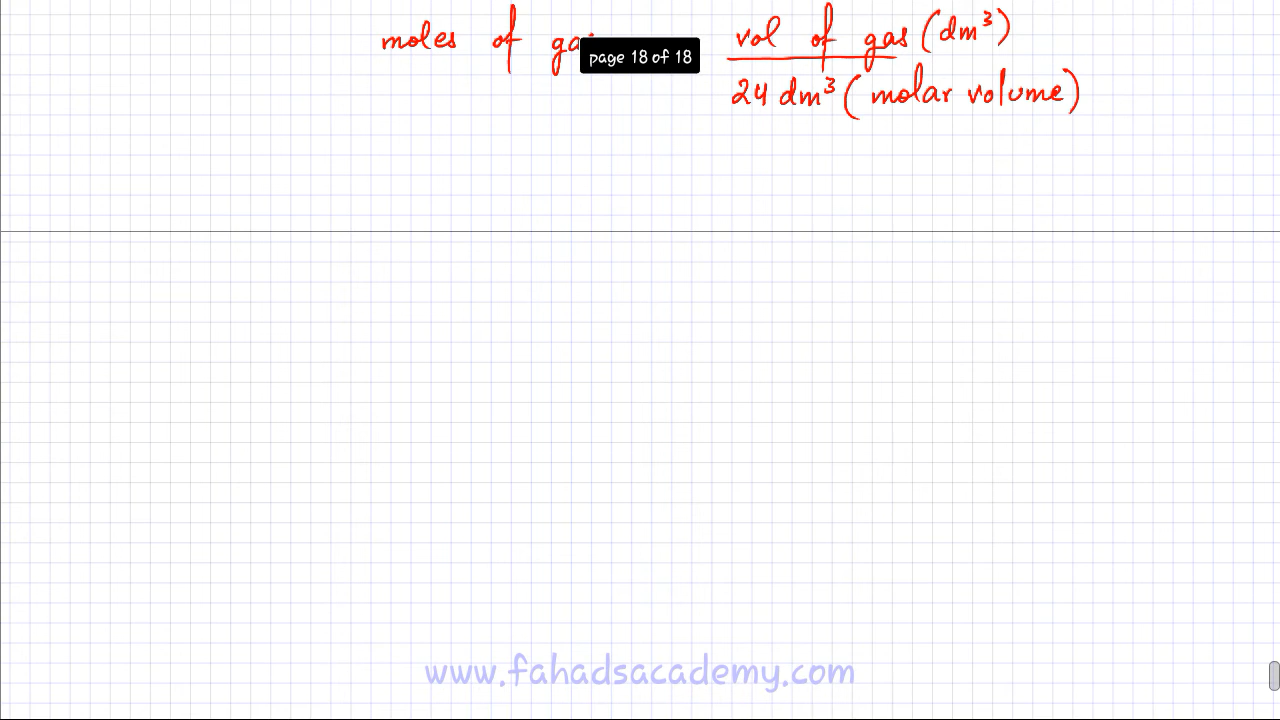 moles of ga
page 18 of 18
vol of gas (dm³)
24 dm³ (molar volume)
www.fahadsacademy.com